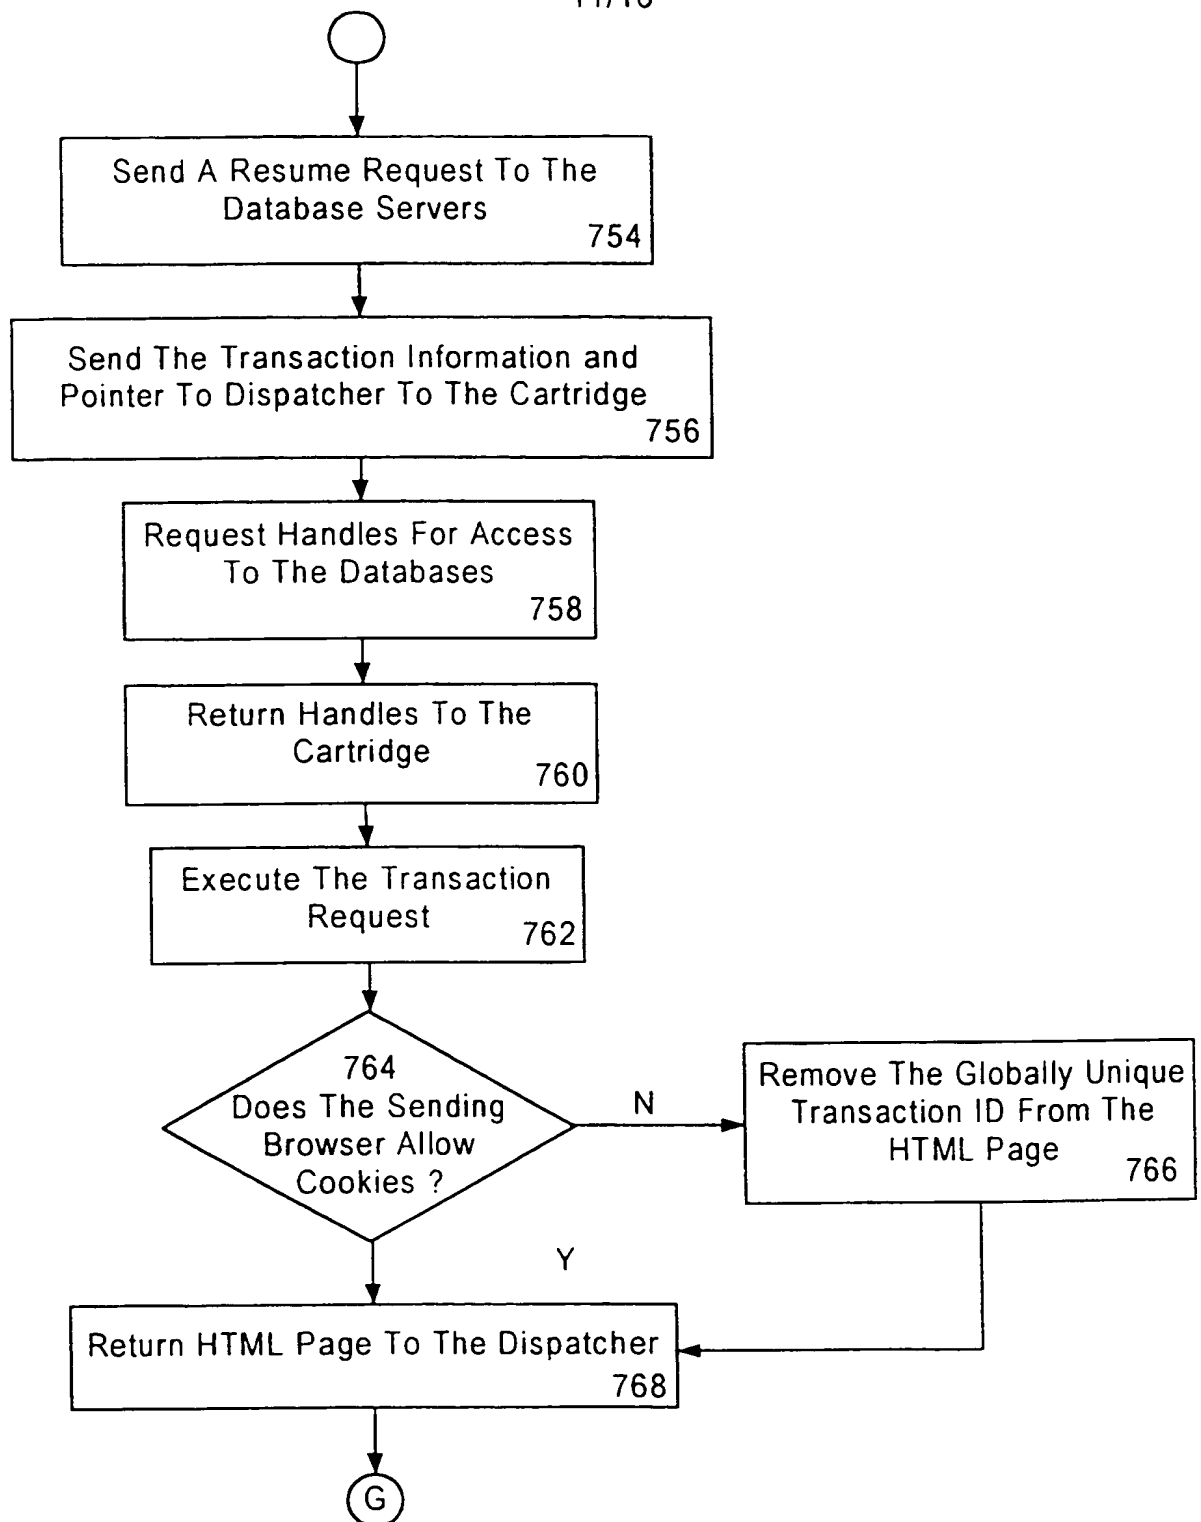 Send A Resume Request To The
Database Servers
754
Send The Transaction Information and
Pointer To Dispatcher To The Cartridge
756
Request Handles For Access
To The Databases
758
Return Handles To The
Cartridge
760
Execute The Transaction
Request
762
764
Does The Sending
Browser Allow
Cookies ?
N
Remove The Globally Unique
Transaction ID From The
HTML Page
766
Y
Return HTML Page To The Dispatcher
768
G